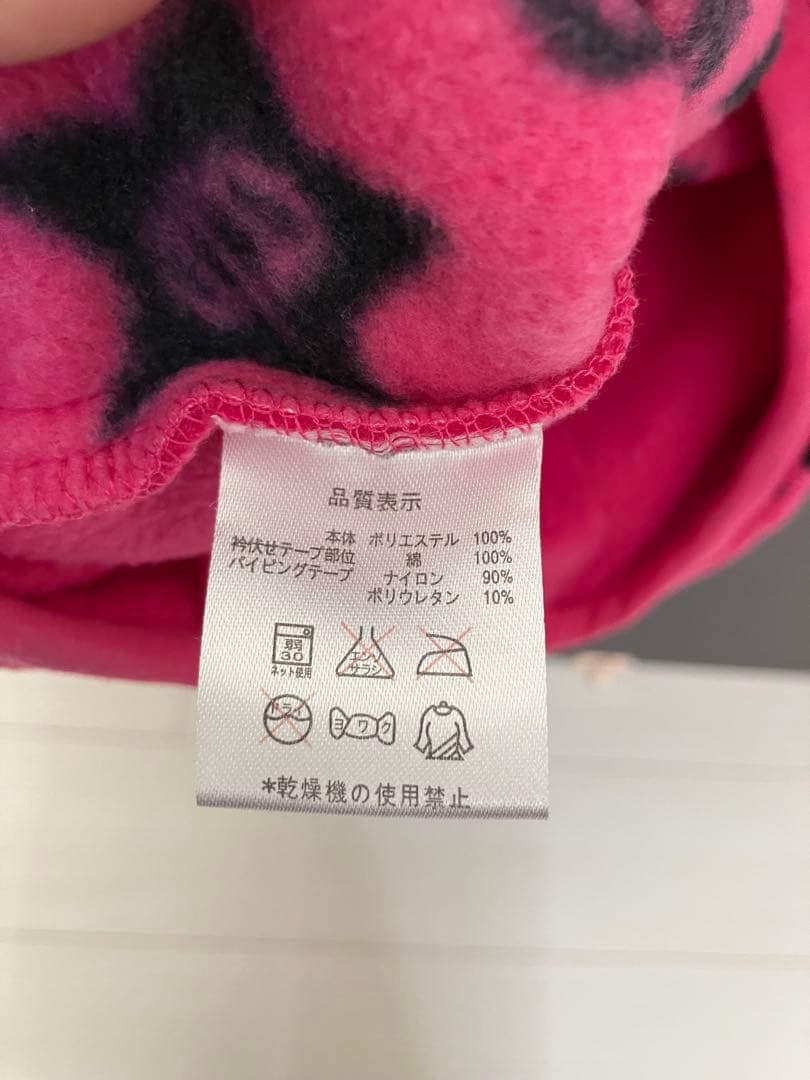 品質表示
本体 ポリエステル 100%
衿伏せテープ部位 綿 100%
パイピングテープ ナイロン 90%
ポリウレタン 10%
弱
30
ネット使用
エンソ
サラシ
ドライ
ヨワク
*乾燥機の使用禁止